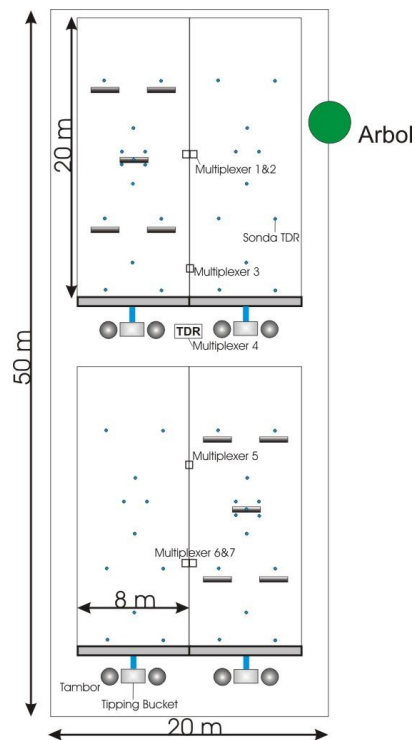 20 m
Arbol
Multiplexer 1&2
Sonda TDR
Multiplexer 3
TDR
Multiplexer 4
50 m
Multiplexer 5
Multiplexer 6&7
8 m
Tambor
Tipping Bucket
20 m